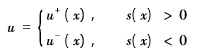 u = { u⁺ ( x ) , s( x ) > 0
u⁻ ( x ) , s( x ) < 0